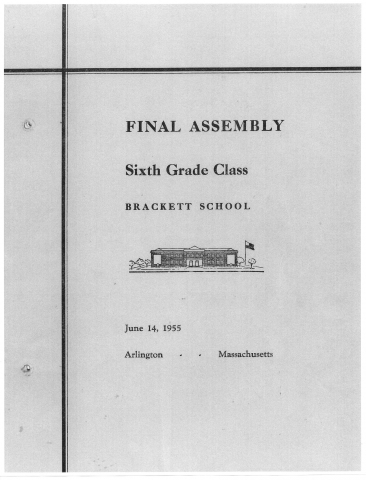 FINAL ASSEMBLY
Sixth Grade Class
BRACKETT SCHOOL
June 14, 1955
Arlington - - Massachusetts